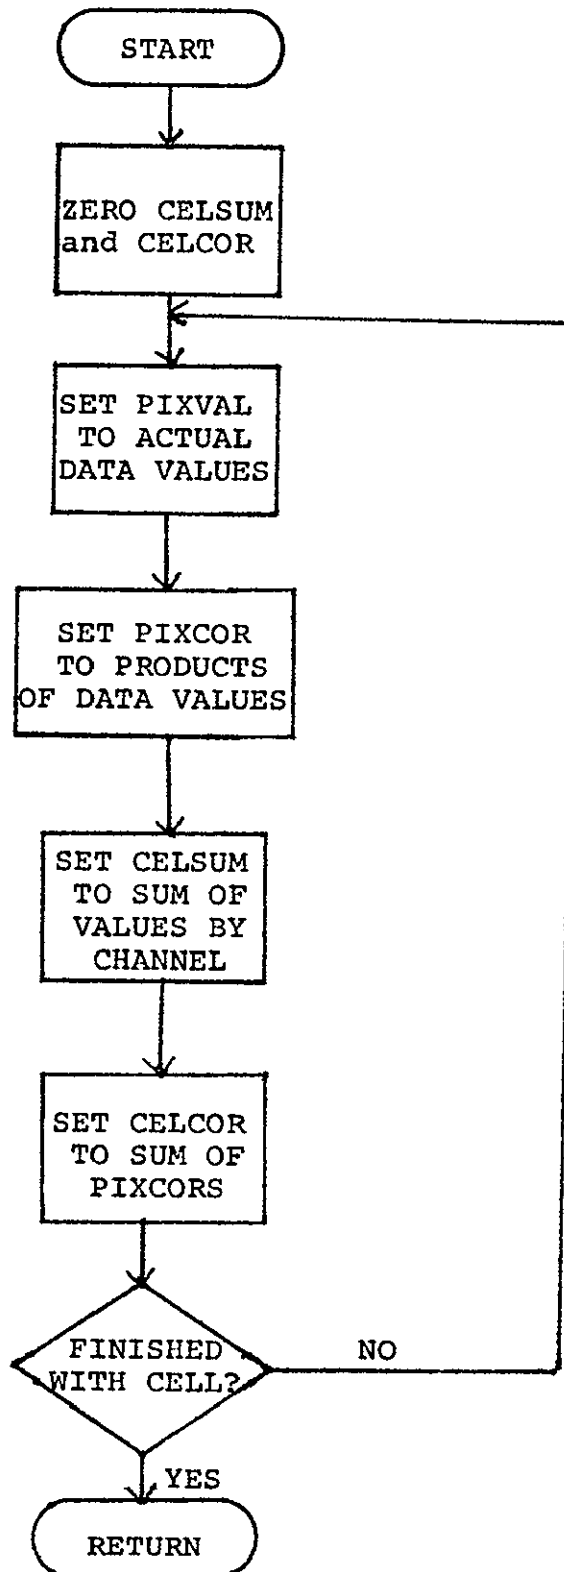 START
ZERO CELSUM
and CELCOR
SET PIXVAL
TO ACTUAL
DATA VALUES
SET PIXCOR
TO PRODUCTS
OF DATA VALUES
SET CELSUM
TO SUM OF
VALUES BY
CHANNEL
SET CELCOR
TO SUM OF
PIXCORS
FINISHED
WITH CELL?
NO
YES
RETURN